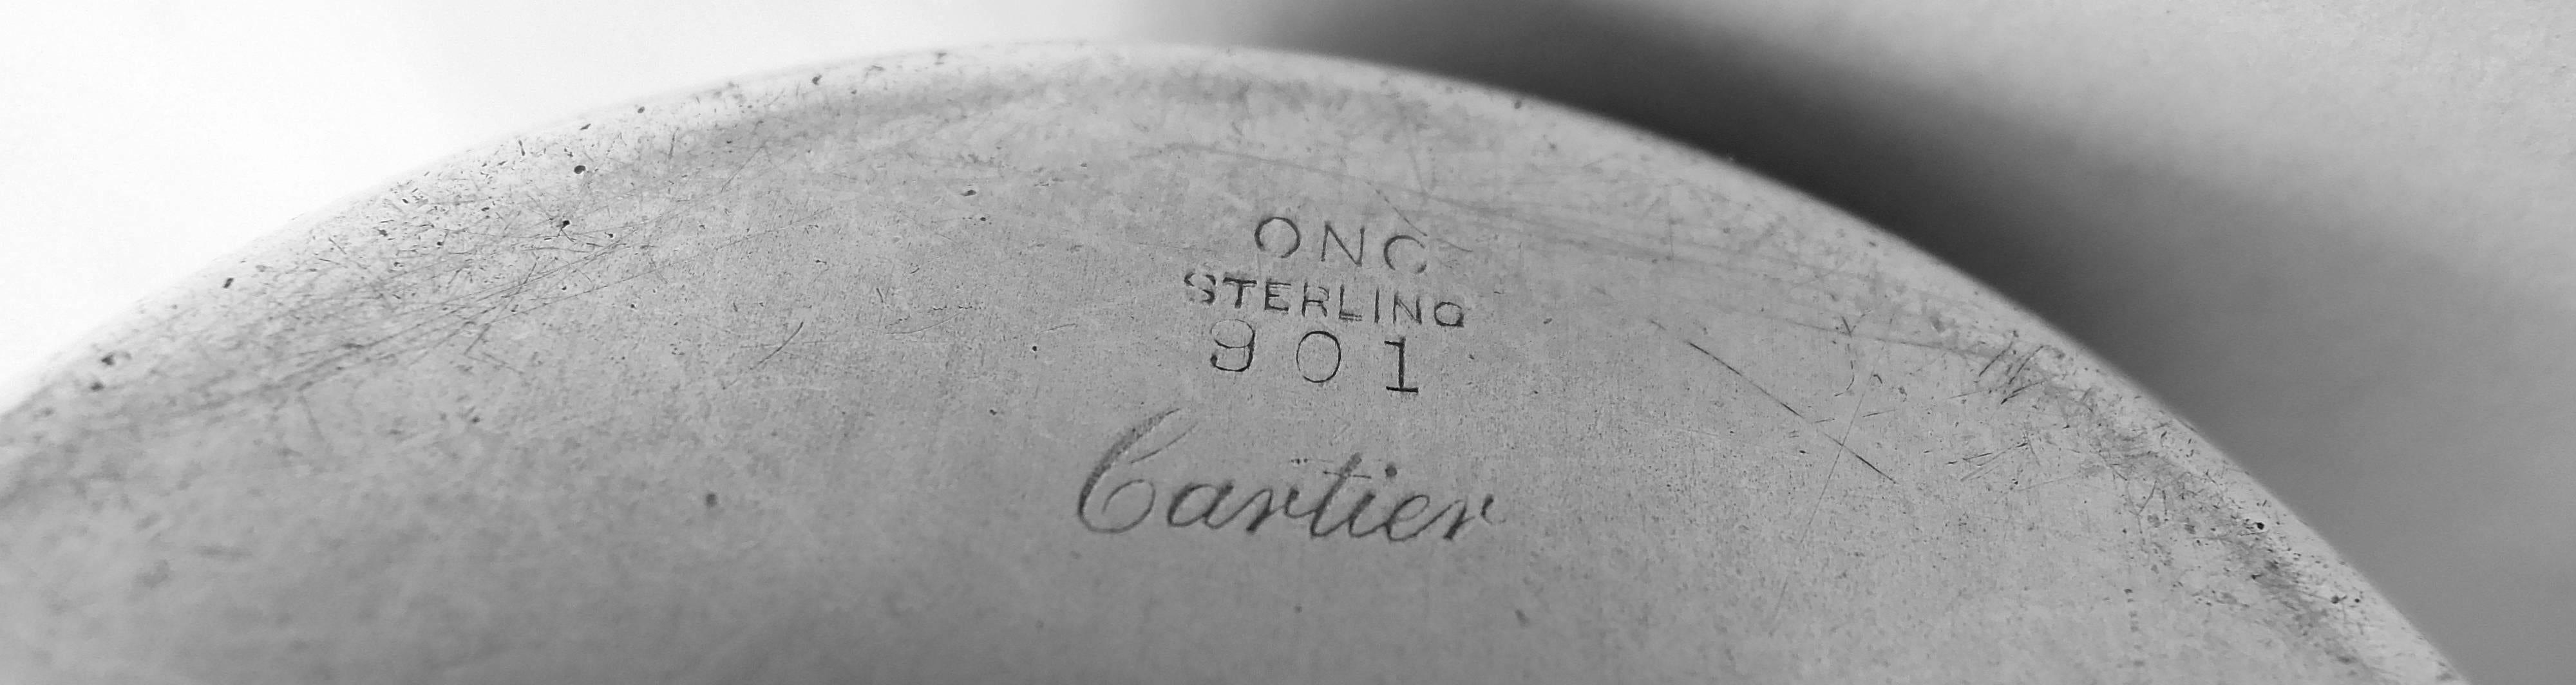 ONC
STERLING
901
Cartier